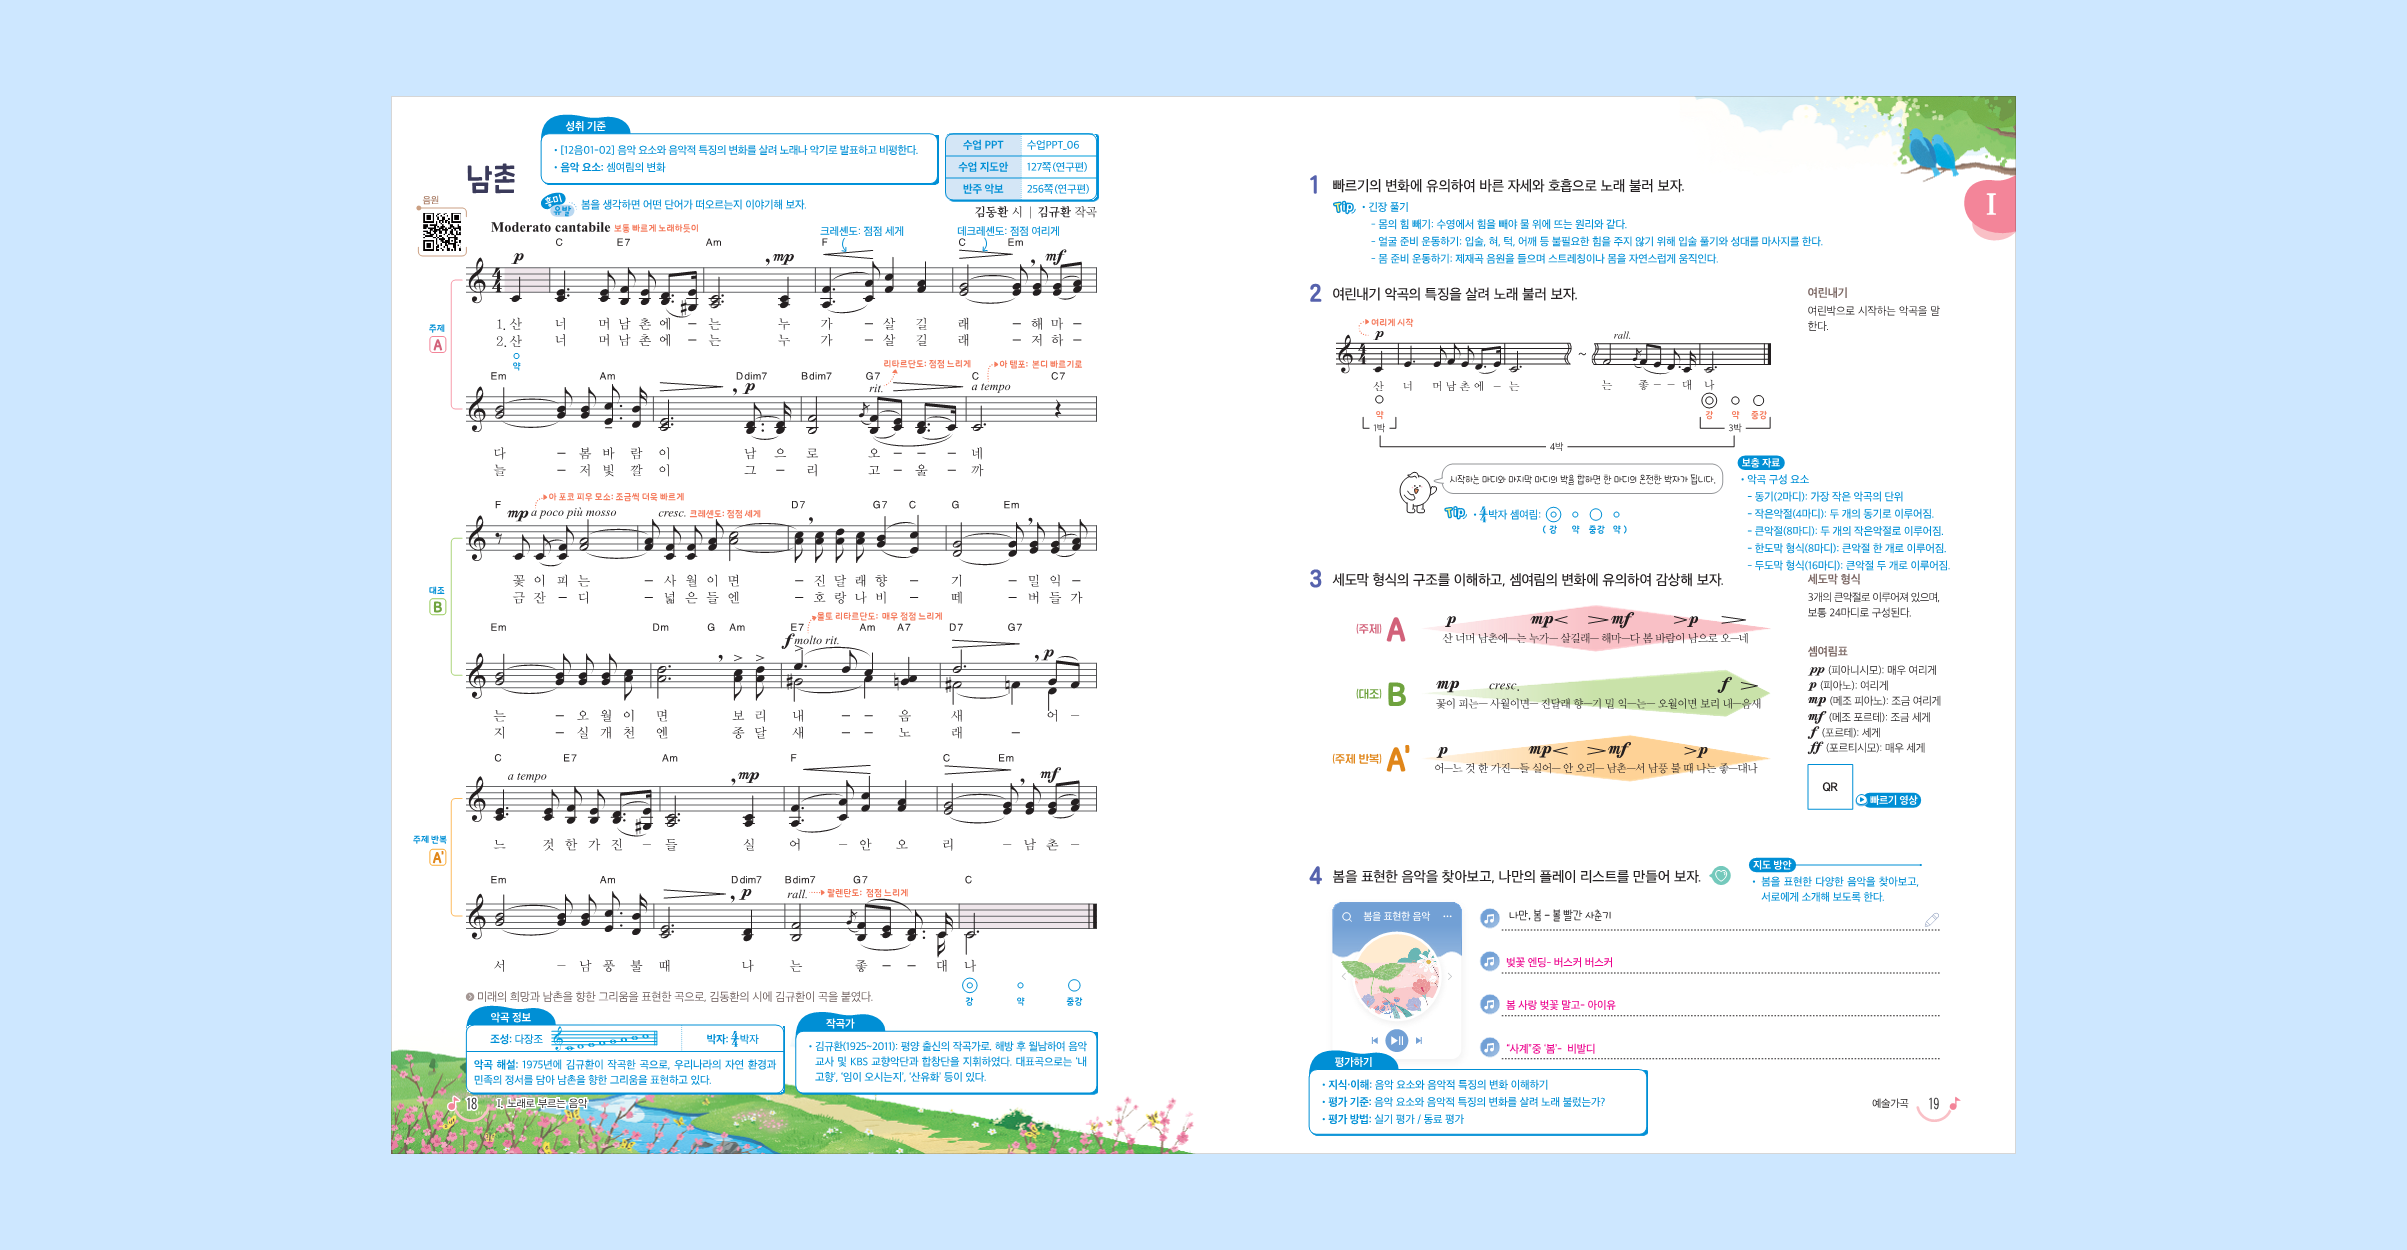 성취 기준
• [12음01-02] 음악 요소와 음악적 특징의 변화를 살려 노래나 악기로 발표하고 비평한다.
• 음악 요소: 셈여림의 변화
수업 PPT 수업PPT_06
수업 지도안 127쪽(연구편)
반주 악보 256쪽(연구편)
남촌
흥미 유발 봄을 생각하면 어떤 단어가 떠오르는지 이야기해 보자.
음원
김동환 시 | 김규환 작곡
Moderato cantabile 보통 빠르게 노래하듯이
크레셴도: 점점 세게 데크레셴도: 점점 여리게
C E7 Am F C Em
p mp mf
주제
A
1. 산 너 머 남 촌 에 – 는 누 가 – 살 길 래 – 해 마 –
2. 산 너 머 남 촌 에 – 는 누 가 – 살 길 래 – 저 하 –
약
리타르단도: 점점 느리게 아 템포: 본디 빠르기로
Em Am Ddim7 Bdim7 G7 C C7
p rit. a tempo
다 – 봄 바 람 이 남 으 로 오 – – – 네
늘 – 저 빛 깔 이 그 – 리 고 – 울 – 까
아 포코 피우 모소: 조금씩 더욱 빠르게
F D7 G7 C G Em
mp a poco più mosso cresc. 크레셴도: 점점 세게
대조
B
꽃 이 피 는 – 사 월 이 면 – 진 달 래 향 – 기 – 밀 익 –
금 잔 – 디 – 넓 은 들 엔 – 호 랑 나 비 – 떼 – 버 들 가
몰토 리타르단도: 매우 점점 느리게
Em Dm G Am E7 Am A7 D7 G7
f molto rit. p
는 – 오 월 이 면 보 리 내 – – 음 새 어 –
지 – 실 개 천 엔 종 달 새 – – 노 래 –
C E7 Am F C Em
a tempo mp mf
주제 반복
A'
느 것 한 가 진 – 들 실 어 – 안 오 리 – 남 촌 –
Em Am Ddim7 Bdim7 G7 C
p rall. 랄렌탄도: 점점 느리게
서 – 남 풍 불 때 나 는 좋 – – 대 나
강 약 중강
미래의 희망과 남촌을 향한 그리움을 표현한 곡으로, 김동환의 시에 김규환이 곡을 붙였다.
악곡 정보
조성: 다장조 박자: 4/4박자
악곡 해설: 1975년에 김규환이 작곡한 곡으로, 우리나라의 자연 환경과
민족의 정서를 담아 남촌을 향한 그리움을 표현하고 있다.
작곡가
• 김규환(1925~2011): 평양 출신의 작곡가로, 해방 후 월남하여 음악
교사 및 KBS 교향악단과 합창단을 지휘하였다. 대표곡으로는 '내
고향', '임이 오시는지', '산유화' 등이 있다.
18 I. 노래로 부르는 음악
I
1 빠르기의 변화에 유의하여 바른 자세와 호흡으로 노래 불러 보자.
Tip • 긴장 풀기
- 몸의 힘 빼기: 수영에서 힘을 빼야 물 위에 뜨는 원리와 같다.
- 얼굴 준비 운동하기: 입술, 혀, 턱, 어깨 등 불필요한 힘을 주지 않기 위해 입술 풀기와 성대를 마사지를 한다.
- 몸 준비 운동하기: 제재곡 음원을 들으며 스트레칭이나 몸을 자연스럽게 움직인다.
2 여린내기 악곡의 특징을 살려 노래 불러 보자.
여린내기
여린박으로 시작하는 악곡을 말
한다.
여리게 시작
p rall.
산 너 머 남 촌 에 – 는 ~ 는 좋 – – 대 나
약 강 약 중강
1박 3박
4박
시작하는 마디와 마지막 마디의 박을 합하면 한 마디의 온전한 박자가 됩니다.
Tip • 4/4박자 셈여림:
( 강 약 중강 약 )
보충 자료
• 악곡 구성 요소
- 동기(2마디): 가장 작은 악곡의 단위
- 작은악절(4마디): 두 개의 동기로 이루어짐.
- 큰악절(8마디): 두 개의 작은악절로 이루어짐.
- 한도막 형식(8마디): 큰악절 한 개로 이루어짐.
- 두도막 형식(16마디): 큰악절 두 개로 이루어짐.
3 세도막 형식의 구조를 이해하고, 셈여림의 변화에 유의하여 감상해 보자.
세도막 형식
3개의 큰악절로 이루어져 있으며,
보통 24마디로 구성된다.
p mp< >mf >p >
(주제) A 산 너머 남촌에—는 누가— 살길래— 해마—다 봄 바람이 남으로 오—네
mp cresc. f >
(대조) B 꽃이 피는— 사월이면— 진달래 향—기 밀 익—는— 오월이면 보리 내—음새
p mp< >mf >p
(주제 반복) A' 어—느 것 한 가진—들 실어— 안 오리— 남촌—서 남풍 불 때 나는 좋—대나
셈여림표
pp (피아니시모): 매우 여리게
p (피아노): 여리게
mp (메조 피아노): 조금 여리게
mf (메조 포르테): 조금 세게
f (포르테): 세게
ff (포르티시모): 매우 세게
QR
빠르기 영상
4 봄을 표현한 음악을 찾아보고, 나만의 플레이 리스트를 만들어 보자.
지도 방안
• 봄을 표현한 다양한 음악을 찾아보고,
서로에게 소개해 보도록 한다.
봄을 표현한 음악 ···
나만, 봄 - 볼 빨간 사춘기
벚꽃 엔딩- 버스커 버스커
봄 사랑 벚꽃 말고- 아이유
"사계"중 '봄'- 비발디
평가하기
• 지식·이해: 음악 요소와 음악적 특징의 변화 이해하기
• 평가 기준: 음악 요소와 음악적 특징의 변화를 살려 노래 불렀는가?
• 평가 방법: 실기 평가 / 동료 평가
예술가곡 19